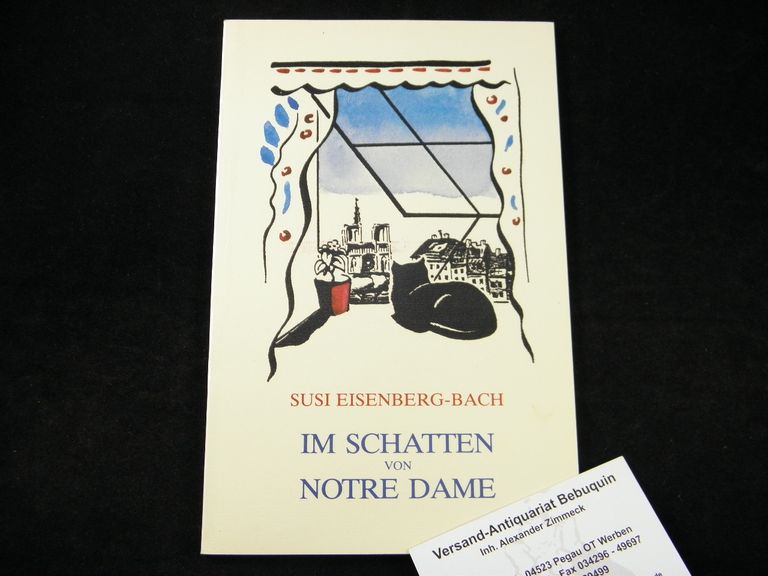 SUSI EISENBERG-BACH
IM SCHATTEN
VON
NOTRE DAME
Versand-Antiquariat Bebuquin
Inh. Alexander Zimmeck
04523 Pegau OT Werben
Fax 034296 - 49697